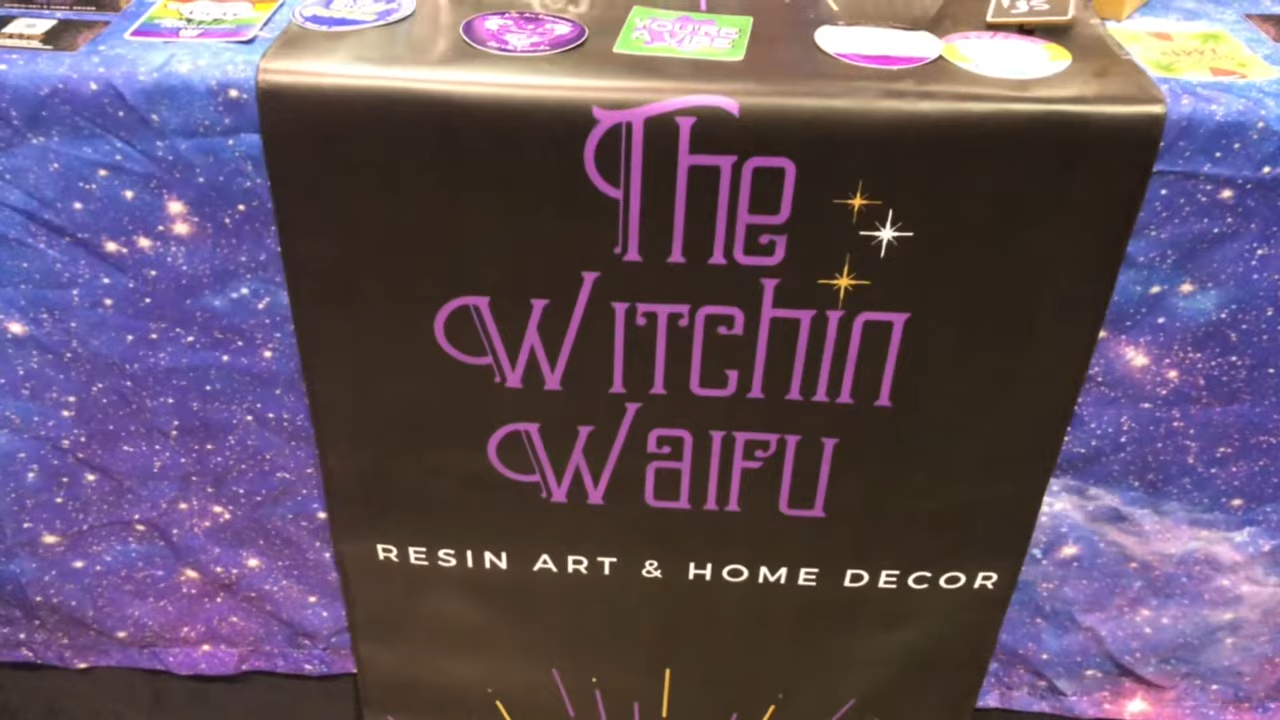 YOU'RE
A VIBE
$35
The
Witchin
Waifu
RESIN ART & HOME DECOR